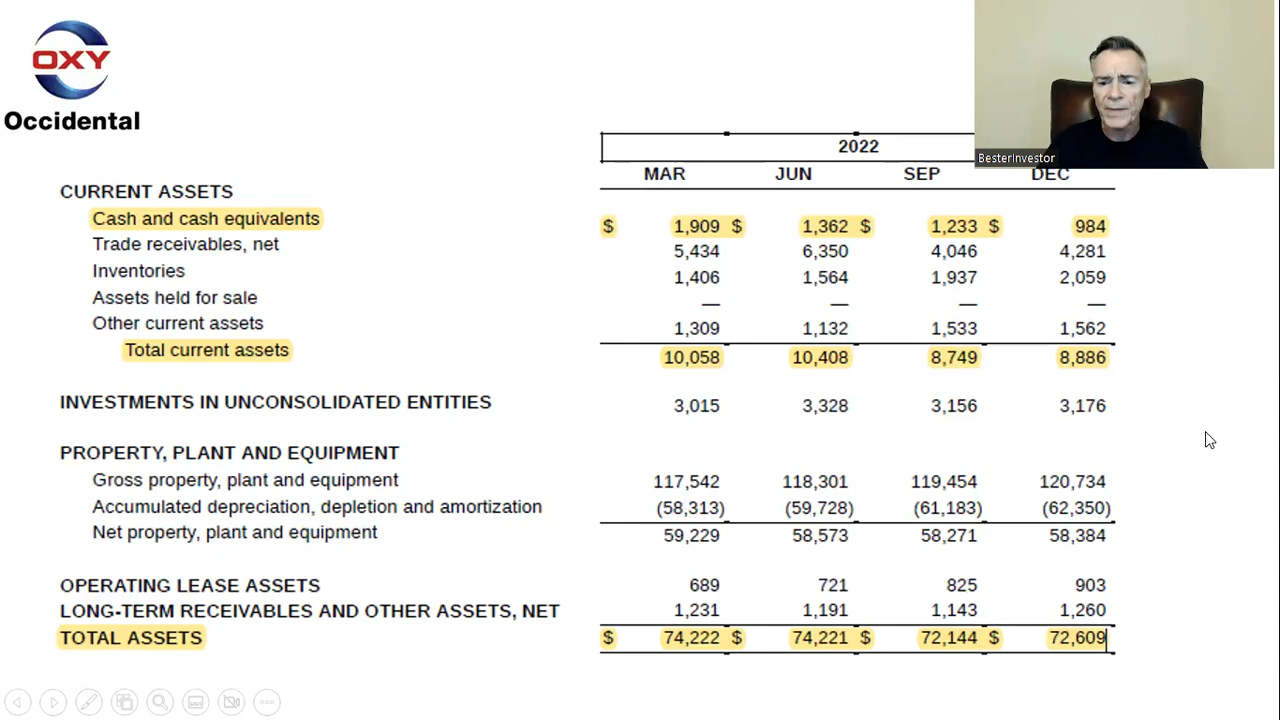 OXY
Occidental
BesterInvestor
2022
MAR JUN SEP DEC
CURRENT ASSETS
Cash and cash equivalents $ 1,909 $ 1,362 $ 1,233 $ 984
Trade receivables, net 5,434 6,350 4,046 4,281
Inventories 1,406 1,564 1,937 2,059
Assets held for sale — — — —
Other current assets 1,309 1,132 1,533 1,562
Total current assets 10,058 10,408 8,749 8,886
INVESTMENTS IN UNCONSOLIDATED ENTITIES 3,015 3,328 3,156 3,176
PROPERTY, PLANT AND EQUIPMENT
Gross property, plant and equipment 117,542 118,301 119,454 120,734
Accumulated depreciation, depletion and amortization (58,313) (59,728) (61,183) (62,350)
Net property, plant and equipment 59,229 58,573 58,271 58,384
OPERATING LEASE ASSETS 689 721 825 903
LONG-TERM RECEIVABLES AND OTHER ASSETS, NET 1,231 1,191 1,143 1,260
TOTAL ASSETS $ 74,222 $ 74,221 $ 72,144 $ 72,609